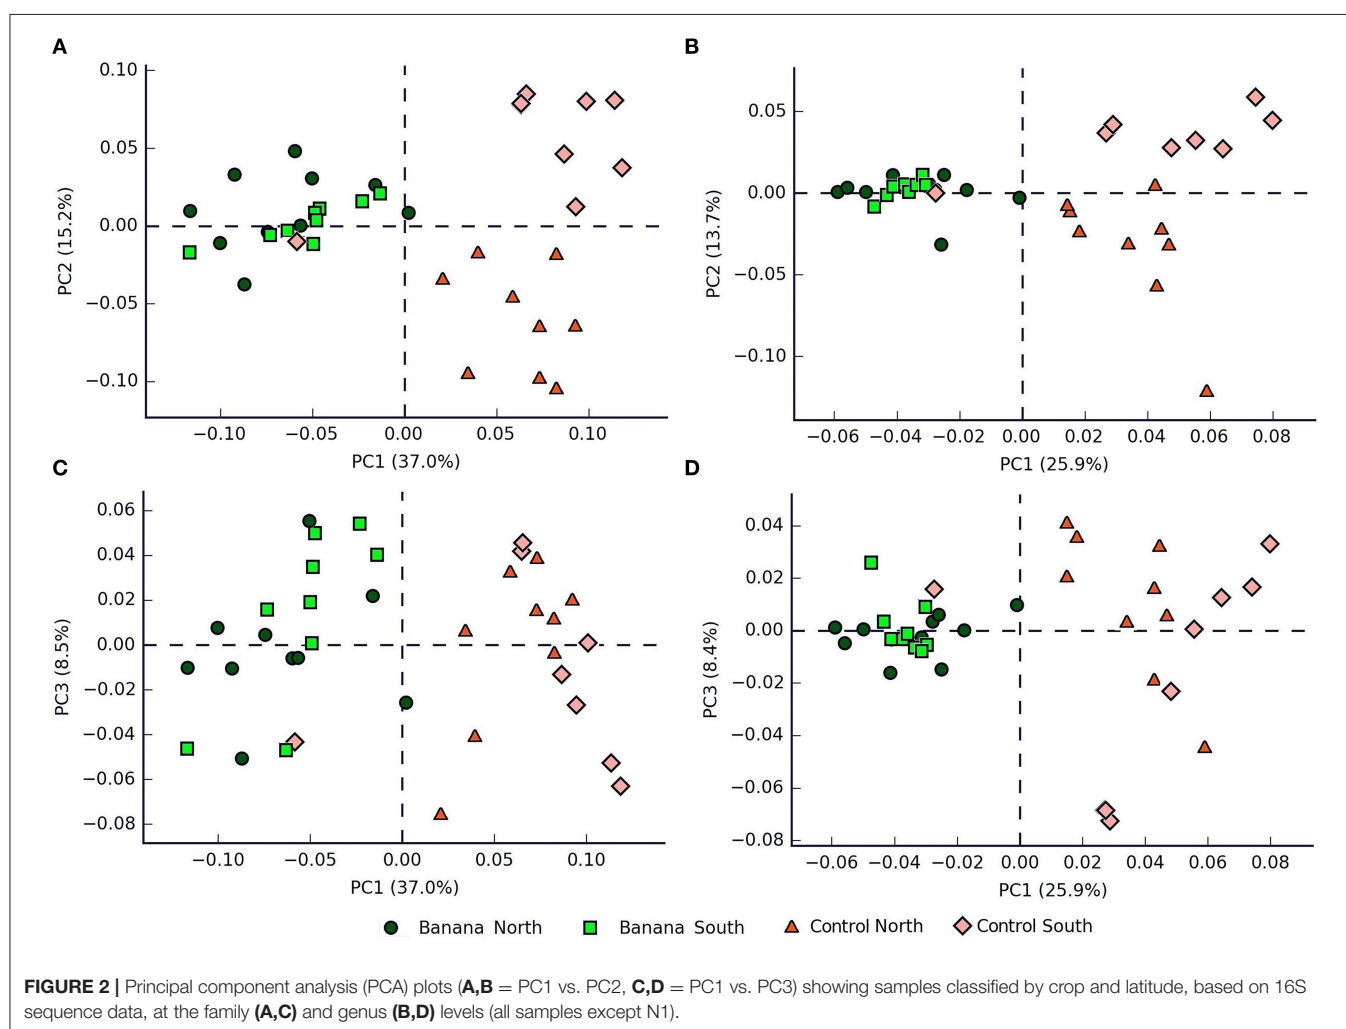 A
B
0.10
0.05
0.00
−0.05
−0.10
PC2 (15.2%)
−0.10 −0.05 0.00 0.05 0.10
PC1 (37.0%)
0.05
0.00
−0.05
−0.10
PC2 (13.7%)
−0.06 −0.04 −0.02 0.00 0.02 0.04 0.06 0.08
PC1 (25.9%)
C
D
0.06
0.04
0.02
0.00
−0.02
−0.04
−0.06
−0.08
PC3 (8.5%)
−0.10 −0.05 0.00 0.05 0.10
PC1 (37.0%)
0.04
0.02
0.00
−0.02
−0.04
−0.06
−0.08
PC3 (8.4%)
−0.06 −0.04 −0.02 0.00 0.02 0.04 0.06 0.08
PC1 (25.9%)
Banana North Banana South Control North Control South
FIGURE 2 | Principal component analysis (PCA) plots (A,B = PC1 vs. PC2, C,D = PC1 vs. PC3) showing samples classified by crop and latitude, based on 16S
sequence data, at the family (A,C) and genus (B,D) levels (all samples except N1).